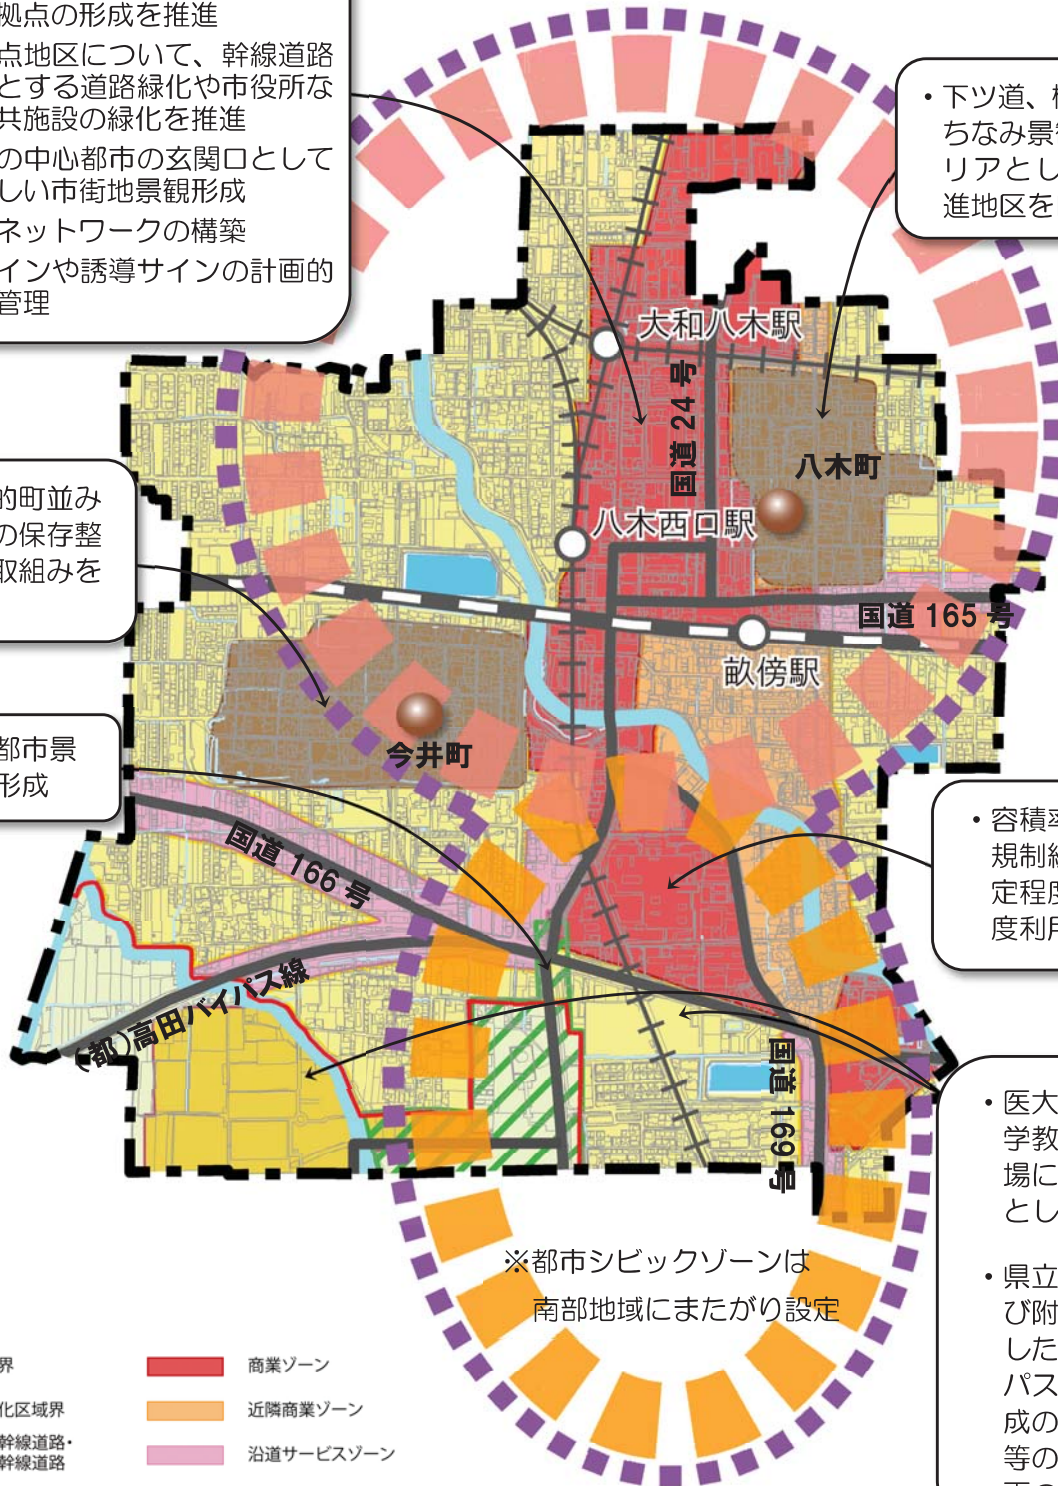 拠点の形成を推進
点地区について、幹線道路
とする道路緑化や市役所な
共施設の緑化を推進
の中心都市の玄関口として
しい市街地景観形成
ネットワークの構築
インや誘導サインの計画的
管理
・下ツ道、
ちなみ景
リアとし
進地区を
大和八木駅
国道 24 号
八木町
的町並み
の保存整
取組みを
八木西口駅
国道 165 号
畝傍駅
今井町
都市景
形成
国道 166 号
・容積率
規制
定程度
度利用
(都)高田バイパス線
国道 169 号
・医大
学教
場に
とし
・県立
び附
した
パス
成の
等の
※都市シビックゾーンは
南部地域にまたがり設定
界
商業ゾーン
化区域界
近隣商業ゾーン
幹線道路・
幹線道路
沿道サービスゾーン